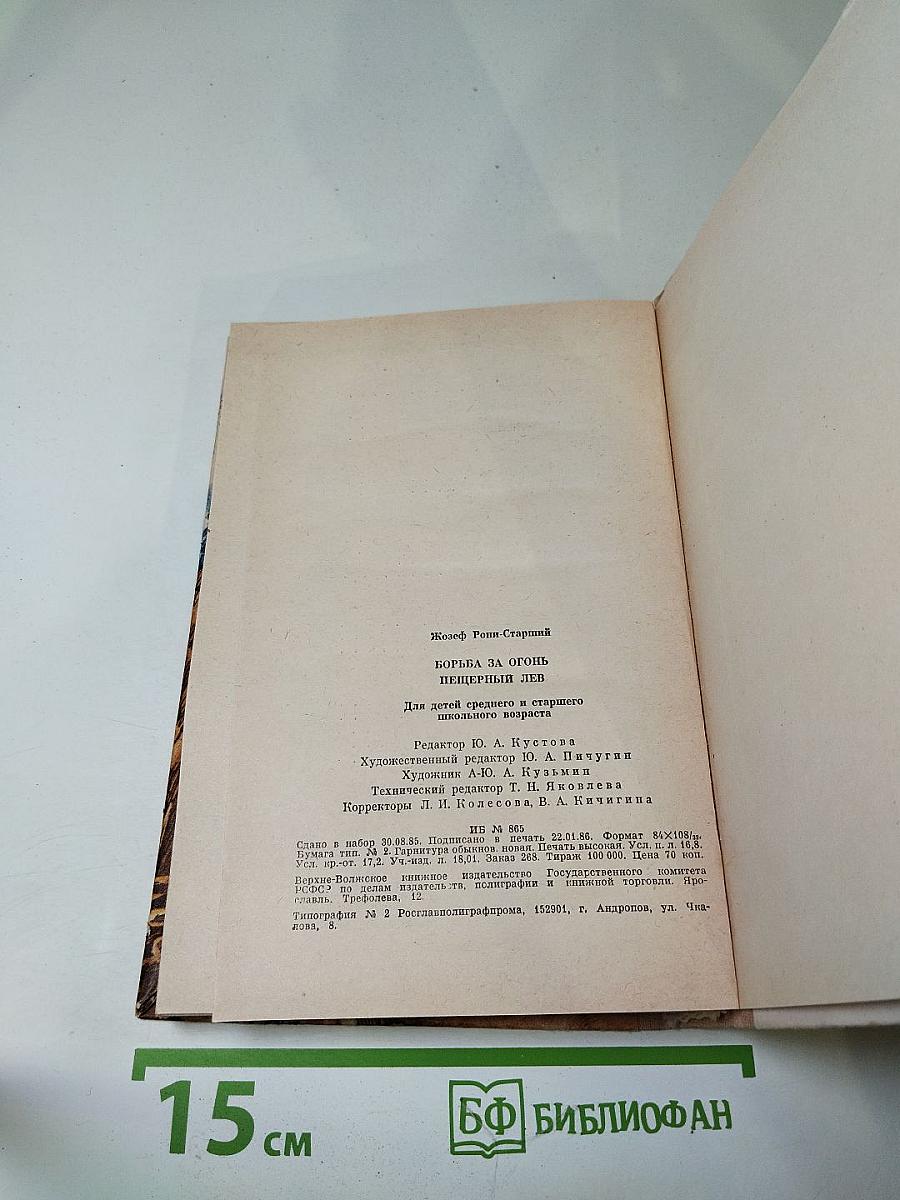 Жозеф Рони-Старший
БОРЬБА ЗА ОГОНЬ
ПЕЩЕРНЫЙ ЛЕВ
Для детей среднего и старшего
школьного возраста
Редактор Ю. А. Кустова
Художественный редактор Ю. А. Пичугин
Художник А-Ю. А. Кузьмин
Технический редактор Т. Н. Яковлева
Корректоры Л. И. Колесова, В. А. Кичигина
ИБ № 865
Сдано в набор 30.08.85. Подписано в печать 22.01.86. Формат 84×108/32.
Бумага тип. № 2. Гарнитура обыкнов. новая. Печать высокая. Усл. п. л. 16,8.
Усл. кр.-от. 17,2. Уч.-изд. л. 18,01. Заказ 268. Тираж 100 000. Цена 70 коп.
Верхне-Волжское книжное издательство Государственного комитета
РСФСР по делам издательств, полиграфии и книжной торговли. Яро-
славль. Трефолева, 12.
Типография № 2 Росглавполиграфпрома, 152901, г. Андропов, ул. Чка-
лова, 8.
15 см
БФ БИБЛИОФАН